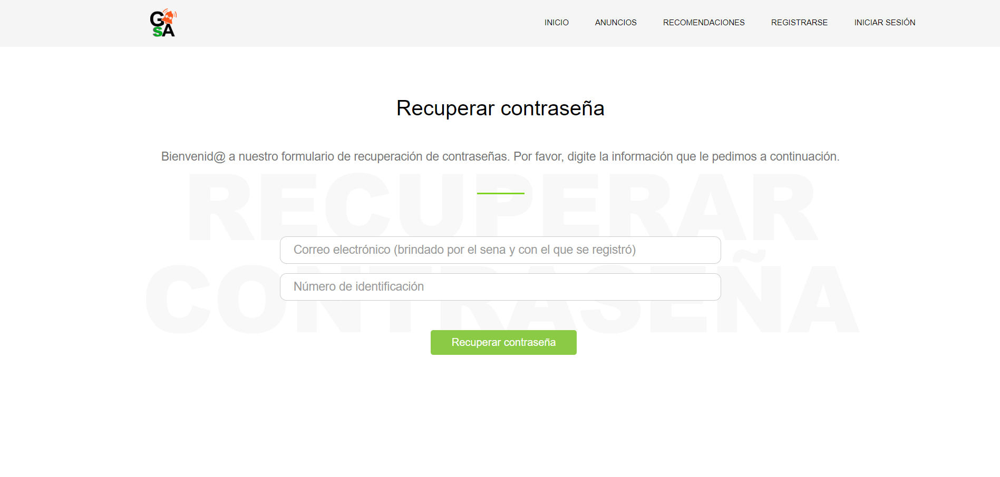 GA
SA
INICIO
ANUNCIOS
RECOMENDACIONES
REGISTRARSE
INICIAR SESIÓN
Recuperar contraseña
Bienvenid@ a nuestro formulario de recuperación de contraseñas. Por favor, digite la información que le pedimos a continuación.
RECUPERAR
CONTRASEÑA
Correo electrónico (brindado por el sena y con el que se registró)
Número de identificación
Recuperar contraseña